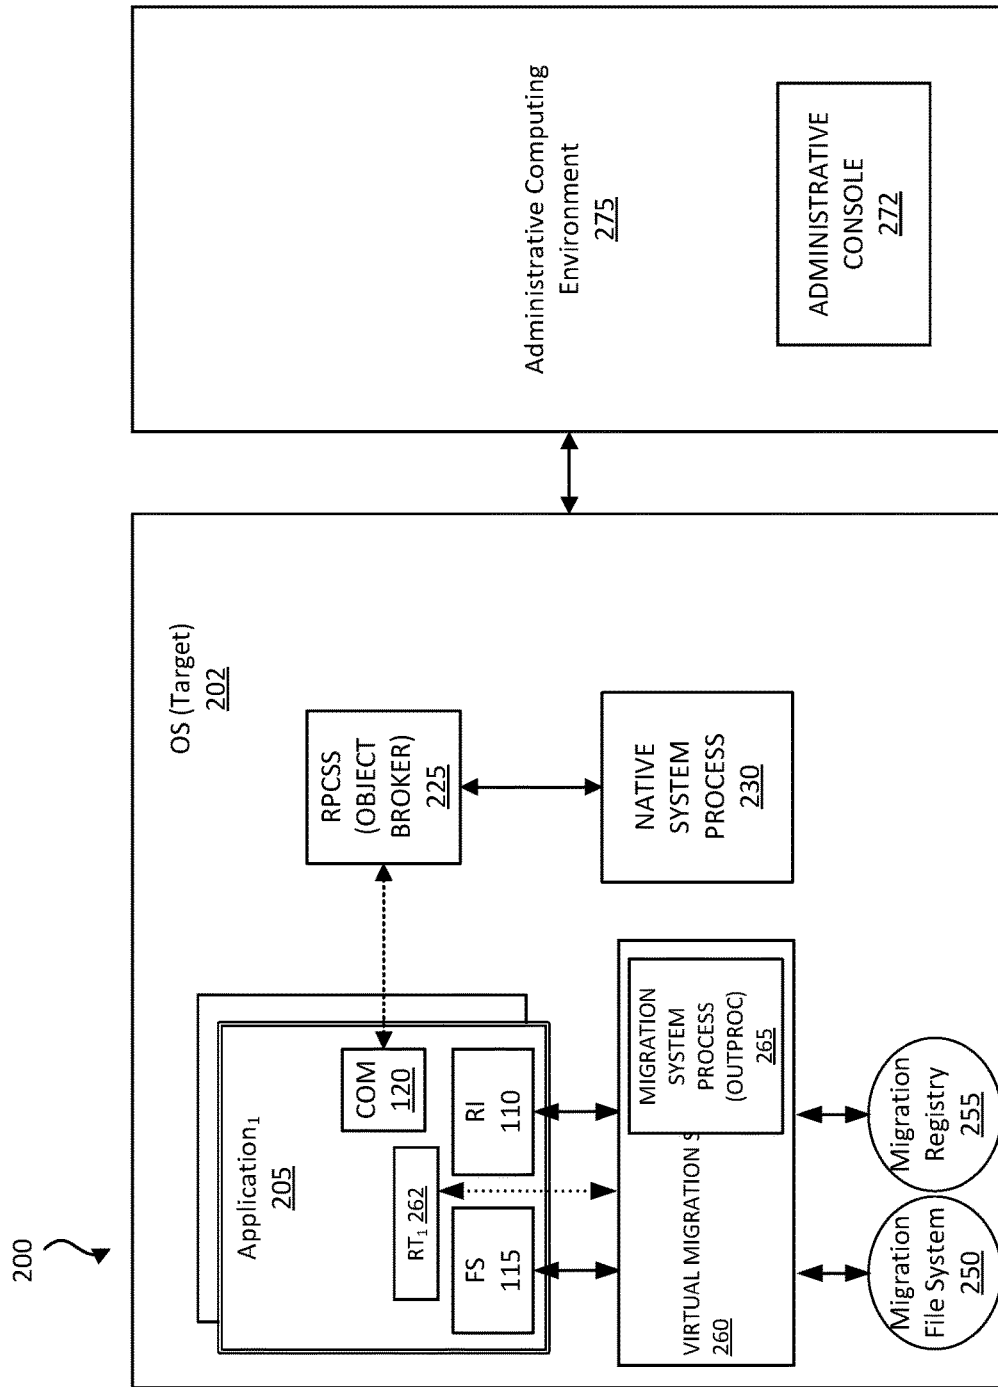 200
OS (Target)
202
Application₁
205
COM
120
RT₁ 262
FS
115
RI
110
RPCSS
(OBJECT
BROKER)
225
NATIVE
SYSTEM
PROCESS
230
VIRTUAL MIGRATION S
260
MIGRATION
SYSTEM
PROCESS
(OUTPROC)
265
Migration
File System
250
Migration
Registry
255
Administrative Computing
Environment
275
ADMINISTRATIVE
CONSOLE
272